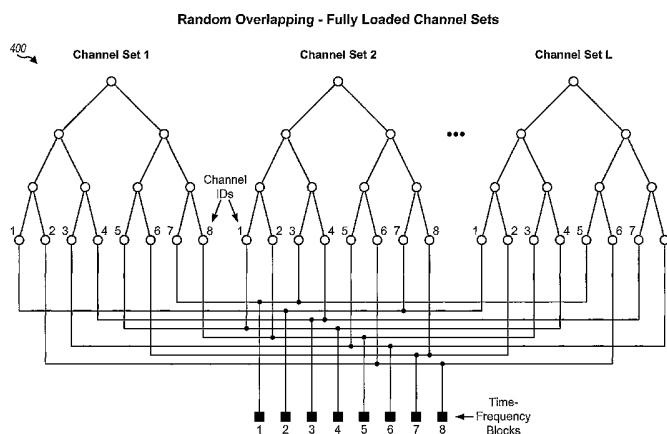 Random Overlapping - Fully Loaded Channel Sets
400
Channel Set 1
Channel Set 2
Channel Set L
Channel
IDs
1 2 3 4 5 6 7 8
1 2 3 4 5 6 7 8
1 2 3 4 5 6 7 8
Time-
Frequency
Blocks
1 2 3 4 5 6 7 8